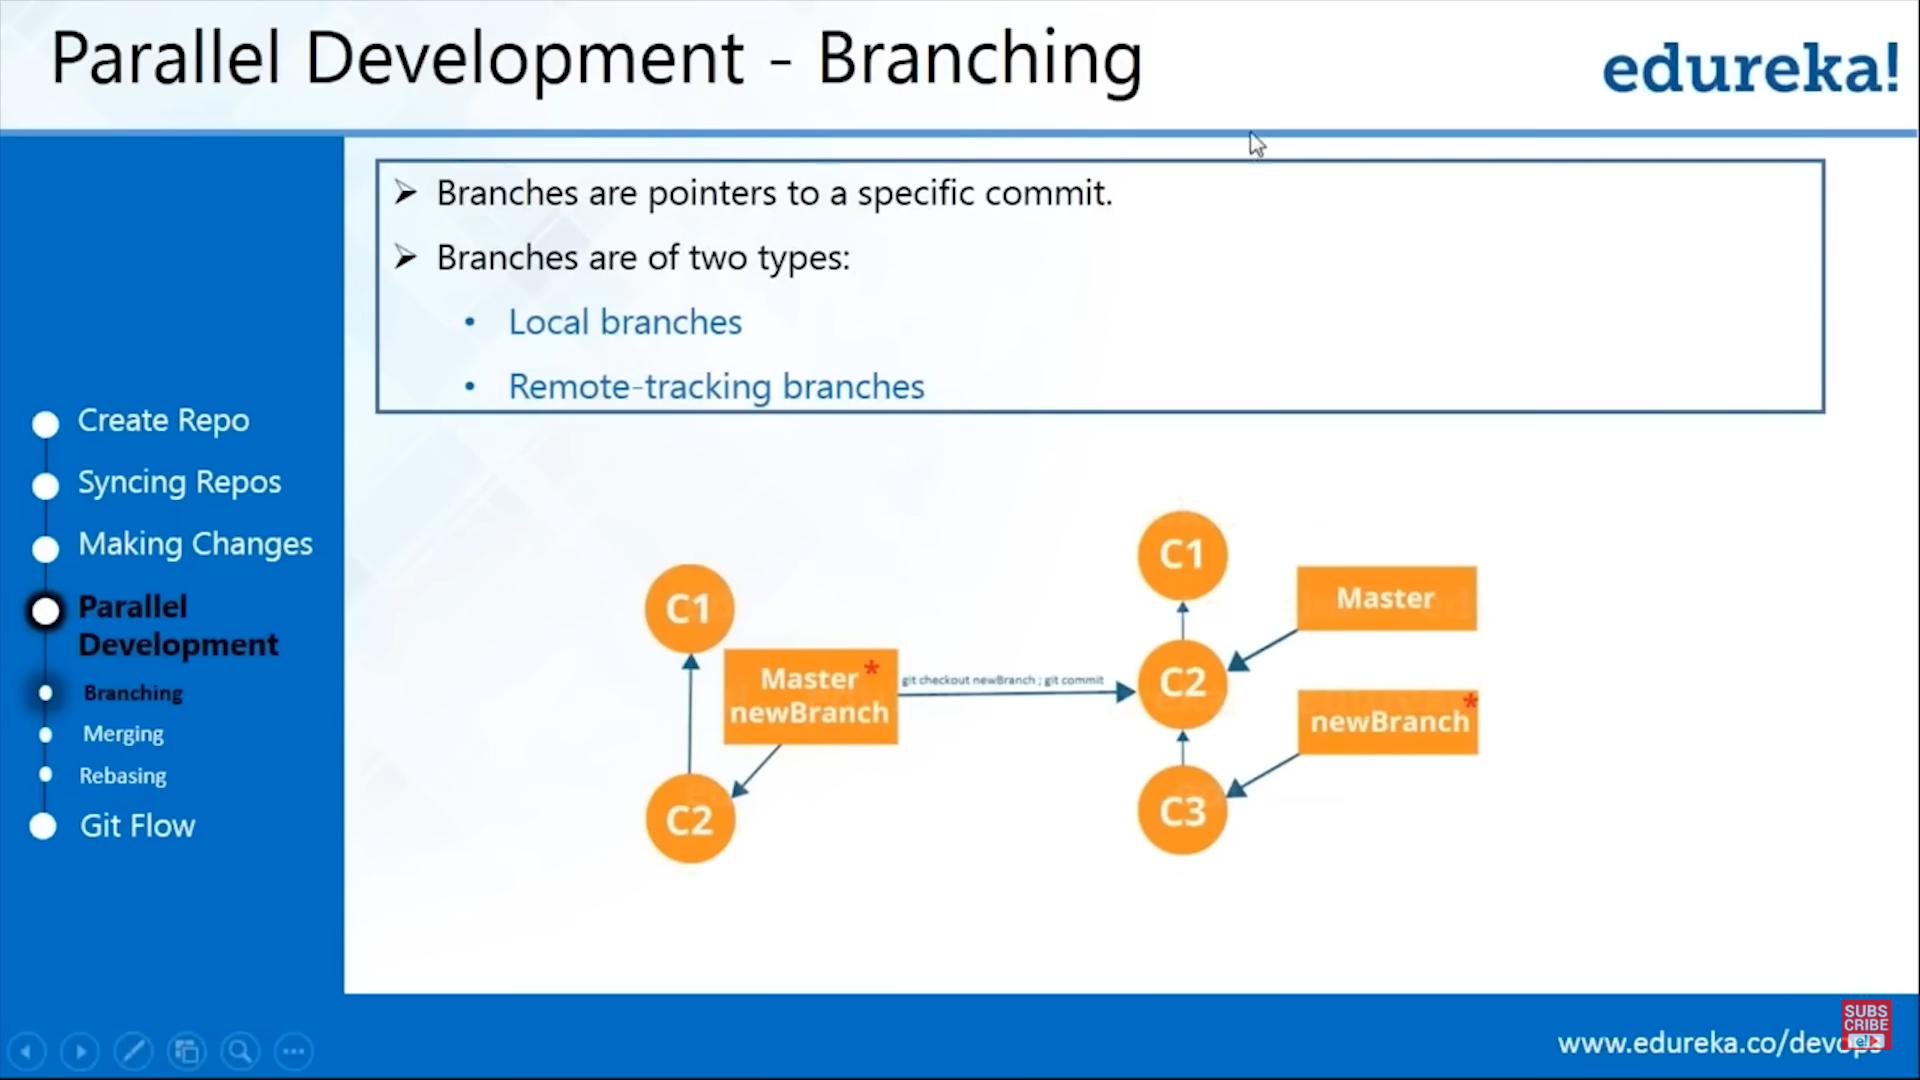 Parallel Development - Branching
edureka!
Branches are pointers to a specific commit.
Branches are of two types:
Local branches
Remote-tracking branches
Create Repo
Syncing Repos
Making Changes
Parallel
Development
Branching
Merging
Rebasing
Git Flow
C1
Master *
newBranch
C2
git checkout newBranch ; git commit
C1
C2
C3
Master
newBranch *
www.edureka.co/devops
SUBS
CRIBE
e!